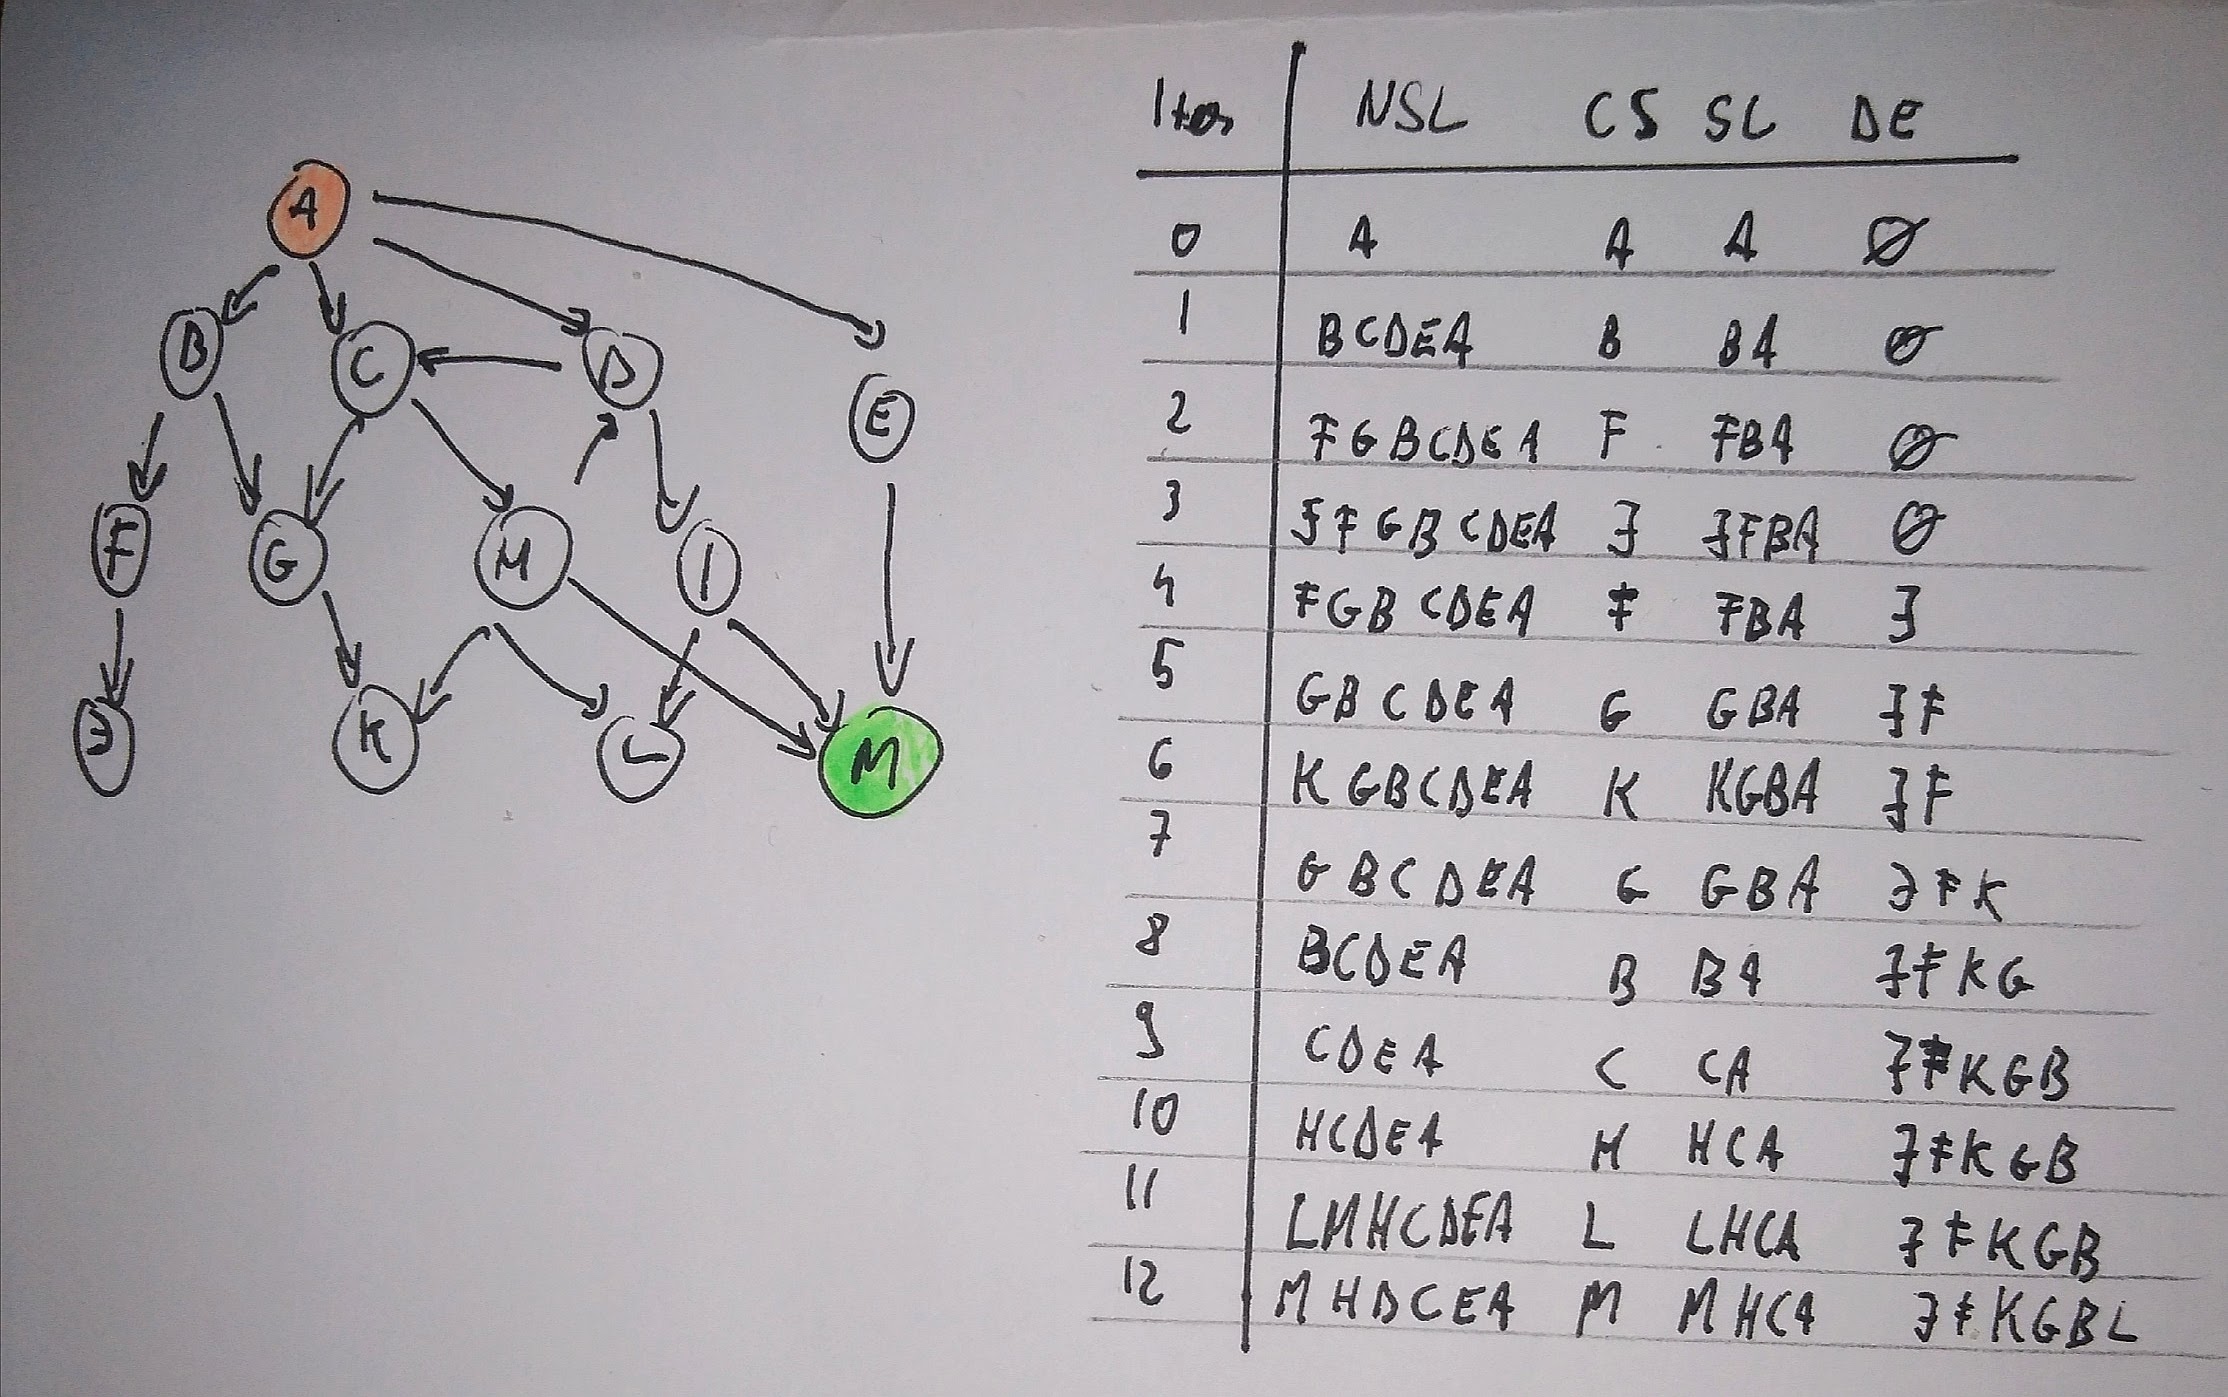 A
B C D E
F G H I
J K L M
Iter NSL CS SL DE
0 A A A ∅
1 BCDEA B BA ∅
2 FGBCDEA F FBA ∅
3 JFGBCDEA J JFBA ∅
4 FGBCDEA F FBA J
5 GBCDEA G GBA JF
6 KGBCDEA K KGBA JF
7 GBCDEA G GBA JFK
8 BCDEA B BA JFKG
9 CDEA C CA JFKGB
10 HCDEA H HCA JFKGB
11 LMHCDEA L LHCA JFKGB
12 MHDCEA M MHCA JFKGBL